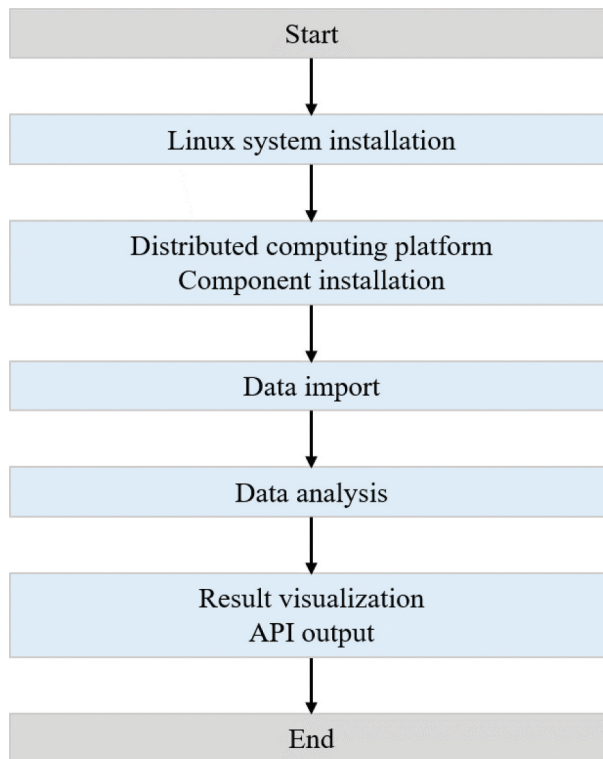 Start
Linux system installation
Distributed computing platform
Component installation
Data import
Data analysis
Result visualization
API output
End